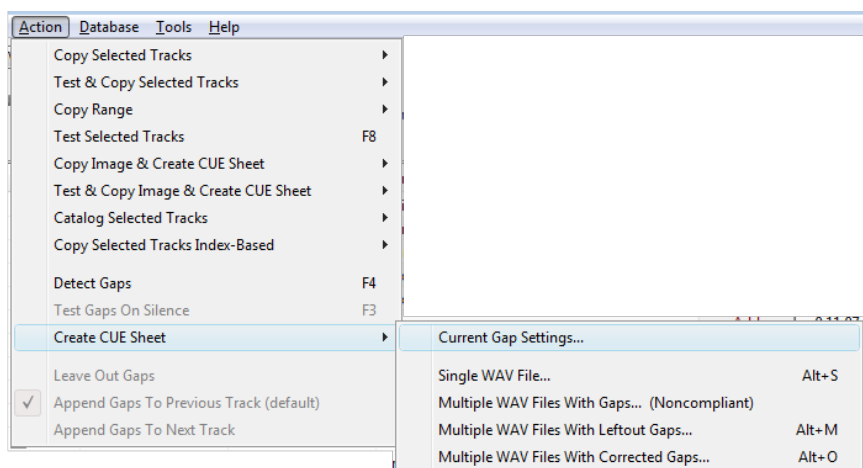 Action Database Tools Help
Copy Selected Tracks
Test & Copy Selected Tracks
Copy Range
Test Selected Tracks F8
Copy Image & Create CUE Sheet
Test & Copy Image & Create CUE Sheet
Catalog Selected Tracks
Copy Selected Tracks Index-Based
Detect Gaps F4
Test Gaps On Silence F3
Create CUE Sheet
Current Gap Settings...
Leave Out Gaps
Single WAV File... Alt+S
Append Gaps To Previous Track (default)
Multiple WAV Files With Gaps... (Noncompliant)
Append Gaps To Next Track
Multiple WAV Files With Leftout Gaps... Alt+M
Multiple WAV Files With Corrected Gaps... Alt+O